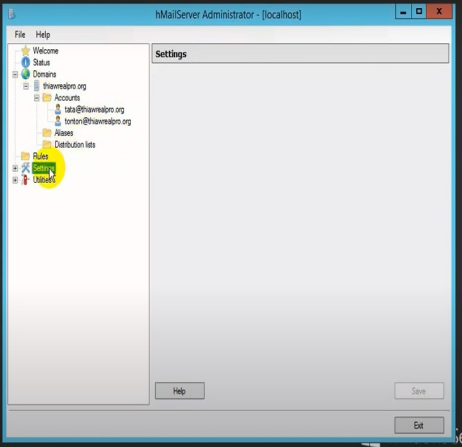 hMailServer Administrator - [localhost]
File Help
Welcome
Status
Domains
thiawrealpro.org
Accounts
tata@thiawrealpro.org
tonton@thiawrealpro.org
Aliases
Distribution lists
Rules
Settings
Utilities
Settings
Help
Save
Exit